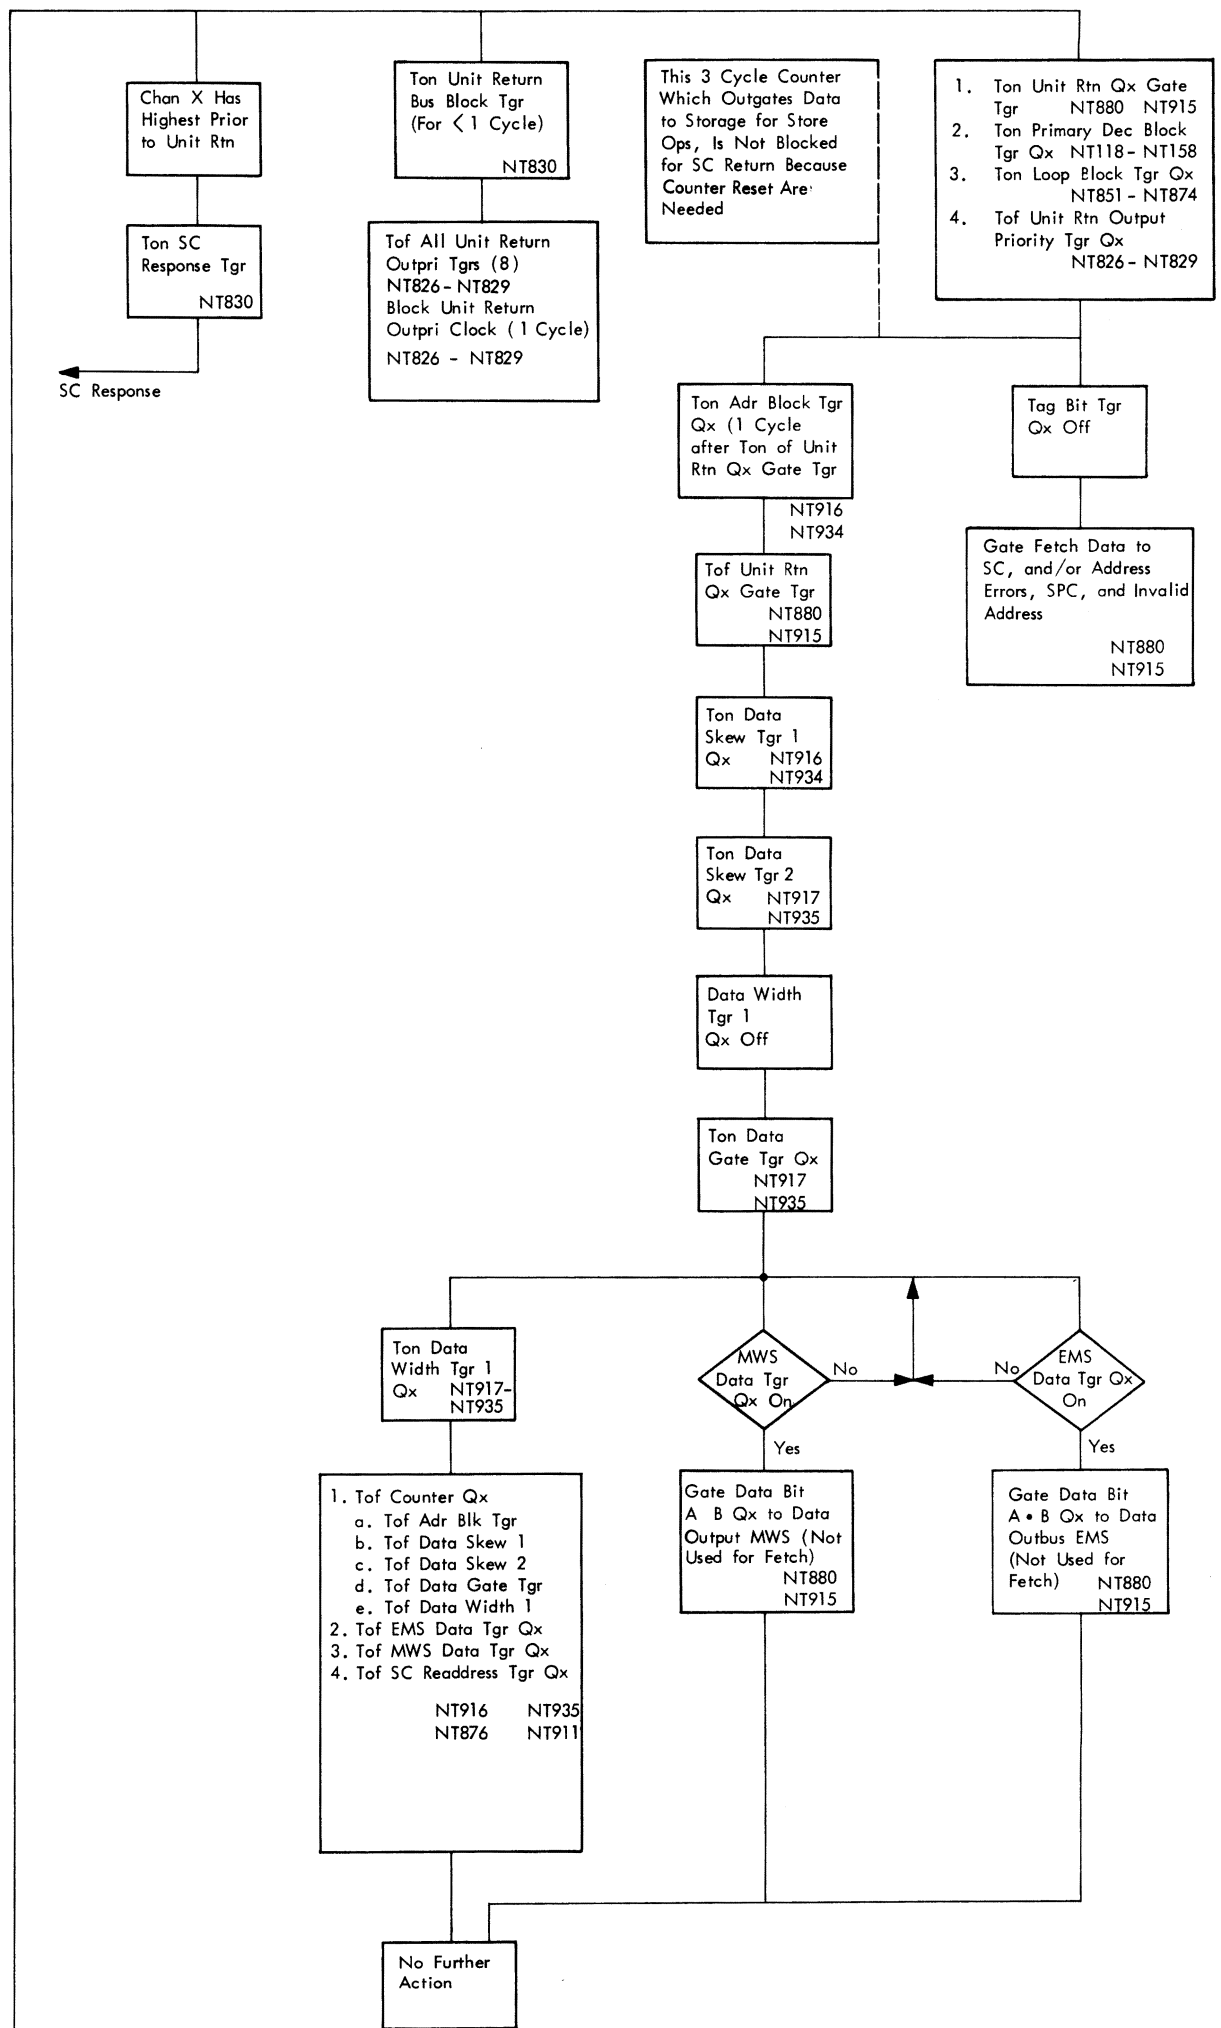 Chan X Has
Highest Prior
to Unit Rtn
Ton SC
Response Tgr
NT830
SC Response
Ton Unit Return
Bus Block Tgr
(For < 1 Cycle)
NT830
Tof All Unit Return
Outpri Tgrs (8)
NT826-NT829
Block Unit Return
Outpri Clock (1 Cycle)
NT826 - NT829
This 3 Cycle Counter
Which Outgates Data
to Storage for Store
Ops, Is Not Blocked
for SC Return Because
Counter Reset Are
Needed
1. Ton Unit Rtn Qx Gate
Tgr NT880 NT915
2. Ton Primary Dec Block
Tgr Qx NT118-NT158
3. Ton Loop Block Tgr Qx
NT851 - NT874
4. Tof Unit Rtn Output
Priority Tgr Qx
NT826-NT829
Ton Adr Block Tgr
Qx (1 Cycle
after Ton of Unit
Rtn Qx Gate Tgr
NT916
NT934
Tag Bit Tgr
Qx Off
Gate Fetch Data to
SC, and/or Address
Errors, SPC, and Invalid
Address
NT880
NT915
Tof Unit Rtn
Qx Gate Tgr
NT880
NT915
Ton Data
Skew Tgr 1
Qx NT916
NT934
Ton Data
Skew Tgr 2
Qx NT917
NT935
Data Width
Tgr 1
Qx Off
Ton Data
Gate Tgr Qx
NT917
NT935
Ton Data
Width Tgr 1
Qx NT917-
NT935
MWS
Data Tgr
Qx On
No
Yes
EMS
Data Tgr Qx
On
No
Yes
1. Tof Counter Qx
a. Tof Adr Blk Tgr
b. Tof Data Skew 1
c. Tof Data Skew 2
d. Tof Data Gate Tgr
e. Tof Data Width 1
2. Tof EMS Data Tgr Qx
3. Tof MWS Data Tgr Qx
4. Tof SC Readdress Tgr Qx
NT916 NT935
NT876 NT911
Gate Data Bit
A B Qx to Data
Output MWS (Not
Used for Fetch)
NT880
NT915
Gate Data Bit
A • B Qx to Data
Outbus EMS
(Not Used for
Fetch) NT880
NT915
No Further
Action